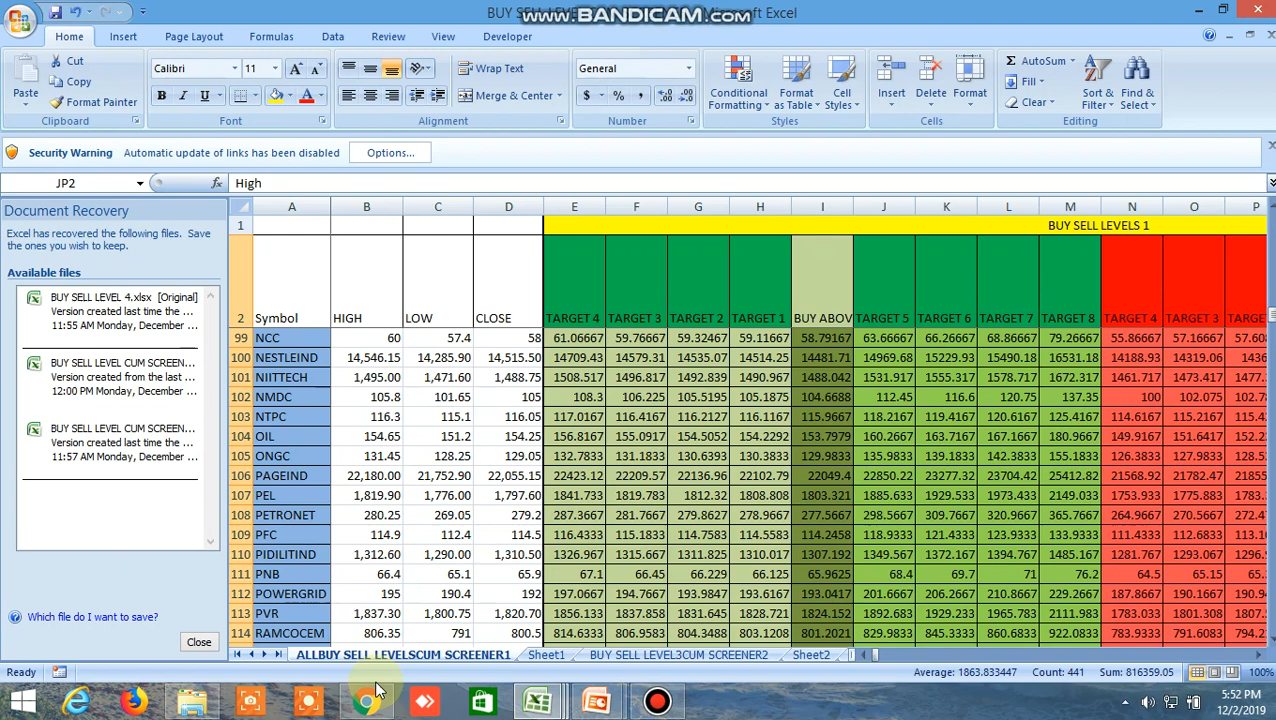 BUY SELL LEVEL CUM SCREENER - Microsoft Excel
www.BANDICAM.com
Home Insert Page Layout Formulas Data Review View Developer
Paste Cut Copy Format Painter Clipboard
Calibri 11 B I U A Font
Wrap Text Merge & Center Alignment
General $ % , Number
Conditional Formatting Format as Table Cell Styles Styles
Insert Delete Format Cells
AutoSum Fill Clear Sort & Filter Find & Select Editing
Security Warning Automatic update of links has been disabled Options...
JP2 fx High
Document Recovery
Excel has recovered the following files. Save
the ones you wish to keep.
Available files
BUY SELL LEVEL 4.xlsx [Original]
Version created last time the ...
11:55 AM Monday, December ...
BUY SELL LEVEL CUM SCREEN...
Version created from the last ...
12:00 PM Monday, December ...
BUY SELL LEVEL CUM SCREEN...
Version created last time the ...
11:57 AM Monday, December ...
Which file do I want to save?
Close
A B C D E F G H I J K L M N O P
1 BUY SELL LEVELS 1
2 Symbol HIGH LOW CLOSE TARGET 4 TARGET 3 TARGET 2 TARGET 1 BUY ABOV TARGET 5 TARGET 6 TARGET 7 TARGET 8 TARGET 4 TARGET 3 TARGET
99 NCC 60 57.4 58 61.06667 59.76667 59.32467 59.11667 58.79167 63.66667 66.26667 68.86667 79.26667 55.86667 57.16667 57.608
100 NESTLEIND 14,546.15 14,285.90 14,515.50 14709.43 14579.31 14535.07 14514.25 14481.71 14969.68 15229.93 15490.18 16531.18 14188.93 14319.06 1436
101 NIITTECH 1,495.00 1,471.60 1,488.75 1508.517 1496.817 1492.839 1490.967 1488.042 1531.917 1555.317 1578.717 1672.317 1461.717 1473.417 1477.
102 NMDC 105.8 101.65 105 108.3 106.225 105.5195 105.1875 104.6688 112.45 116.6 120.75 137.35 100 102.075 102.78
103 NTPC 116.3 115.1 116.05 117.0167 116.4167 116.2127 116.1167 115.9667 118.2167 119.4167 120.6167 125.4167 114.6167 115.2167
104 OIL 154.65 151.2 154.25 156.8167 155.0917 154.5052 154.2292 153.7979 160.2667 163.7167 167.1667 180.9667 149.9167 151.6417 152.2
105 ONGC 131.45 128.25 129.05 132.7833 131.1833 130.6393 130.3833 129.9833 135.9833 139.1833 142.3833 155.1833 126.3833 127.9833 128.5
106 PAGEIND 22,180.00 21,752.90 22,055.15 22423.12 22209.57 22136.96 22102.79 22049.4 22850.22 23277.32 23704.42 25412.82 21568.92 21782.47 2185
107 PEL 1,819.90 1,776.00 1,797.60 1841.733 1819.783 1812.32 1808.808 1803.321 1885.633 1929.533 1973.433 2149.033 1753.933 1775.883 1783.
108 PETRONET 280.25 269.05 279.2 287.3667 281.7667 279.8627 278.9667 277.5667 298.5667 309.7667 320.9667 365.7667 264.9667 270.5667 272.4
109 PFC 114.9 112.4 114.5 116.4333 115.1833 114.7583 114.5583 114.2458 118.9333 121.4333 123.9333 133.9333 111.4333 112.6833 113.1
110 PIDILITIND 1,312.60 1,290.00 1,310.50 1326.967 1315.667 1311.825 1310.017 1307.192 1349.567 1372.167 1394.767 1485.167 1281.767 1293.067 1296.
111 PNB 66.4 65.1 65.9 67.1 66.45 66.229 66.125 65.9625 68.4 69.7 71 76.2 64.5 65.15 65.3
112 POWERGRID 195 190.4 192 197.0667 194.7667 193.9847 193.6167 193.0417 201.6667 206.2667 210.8667 229.2667 187.8667 190.1667 190.9
113 PVR 1,837.30 1,800.75 1,820.70 1856.133 1837.858 1831.645 1828.721 1824.152 1892.683 1929.233 1965.783 2111.983 1783.033 1801.308 1807.
114 RAMCOCEM 806.35 791 800.5 814.6333 806.9583 804.3488 803.1208 801.2021 829.9833 845.3333 860.6833 922.0833 783.9333 791.6083 794.2
ALLBUY SELL LEVELSCUM SCREENER1 Sheet1 BUY SELL LEVEL3CUM SCREENER2 Sheet2
Ready Average: 1863.833447 Count: 441 Sum: 816359.05 100%
5:52 PM
12/2/2019